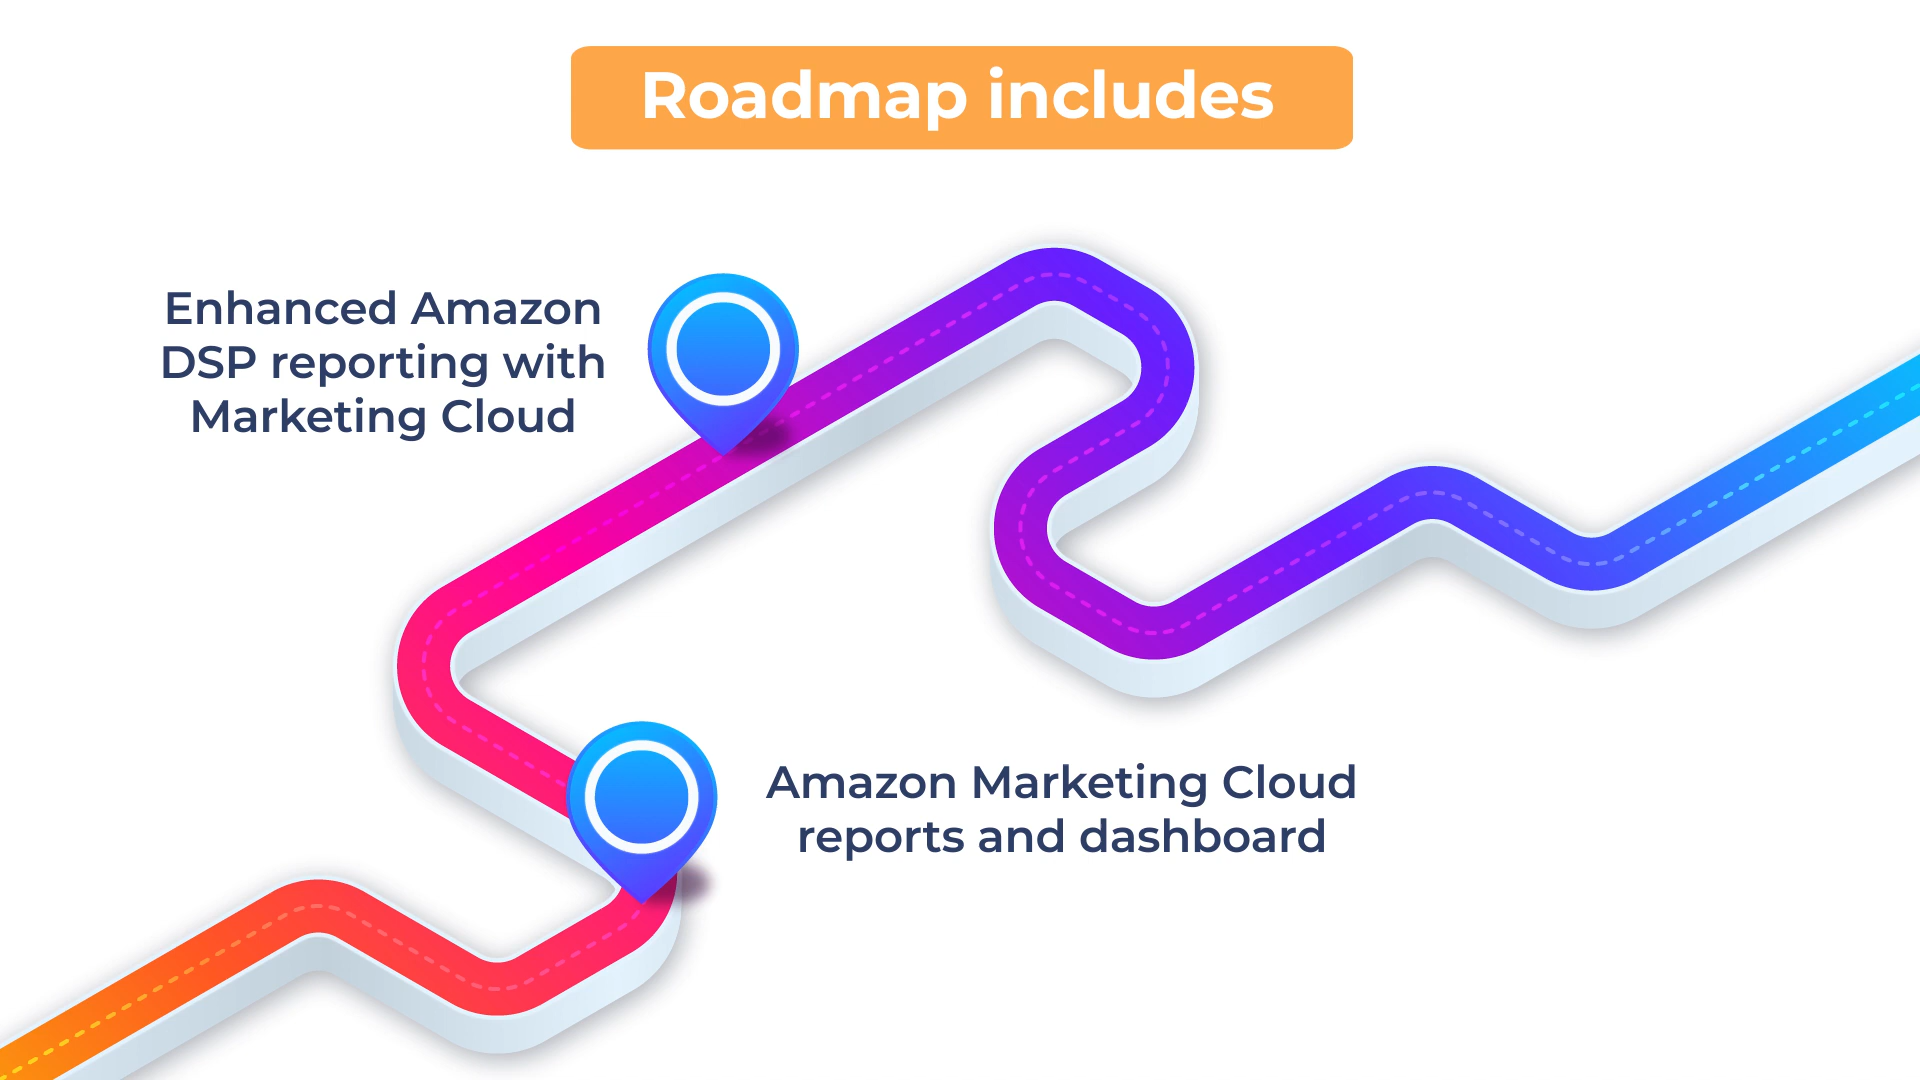 Roadmap includes
Enhanced Amazon
DSP reporting with
Marketing Cloud
Amazon Marketing Cloud
reports and dashboard